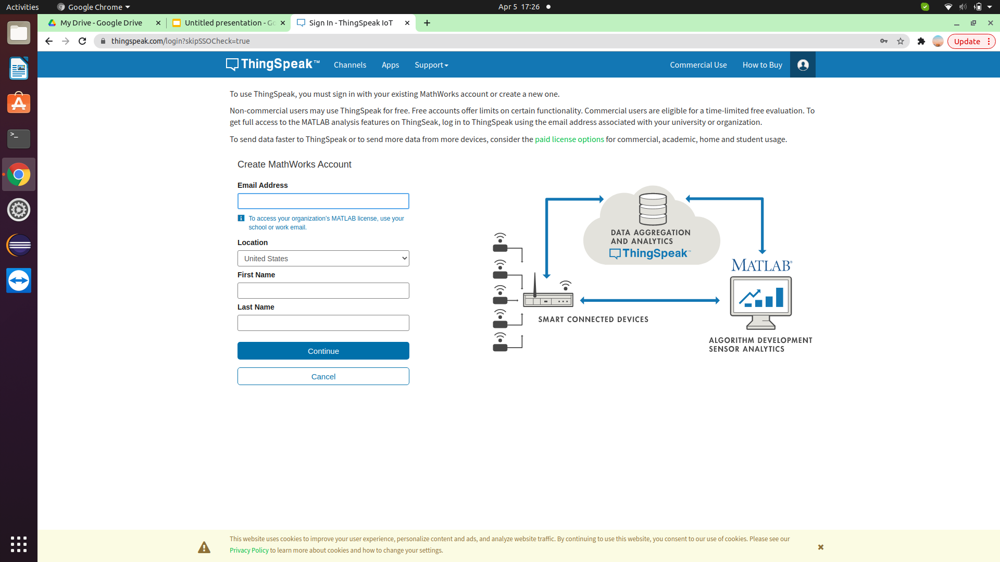 Activities
Google Chrome
Apr 5 17:26
My Drive - Google Drive
Untitled presentation - Go
Sign In - ThingSpeak IoT
thingspeak.com/login?skipSSOCheck=true
Update
ThingSpeak™
Channels
Apps
Support
Commercial Use
How to Buy
To use ThingSpeak, you must sign in with your existing MathWorks account or create a new one.
Non-commercial users may use ThingSpeak for free. Free accounts offer limits on certain functionality. Commercial users are eligible for a time-limited free evaluation. To
get full access to the MATLAB analysis features on ThingSeak, log in to ThingSpeak using the email address associated with your university or organization.
To send data faster to ThingSpeak or to send more data from more devices, consider the paid license options for commercial, academic, home and student usage.
Create MathWorks Account
Email Address
To access your organization's MATLAB license, use your
school or work email.
Location
United States
First Name
Last Name
Continue
Cancel
DATA AGGREGATION
AND ANALYTICS
ThingSpeak™
MATLAB®
SMART CONNECTED DEVICES
ALGORITHM DEVELOPMENT
SENSOR ANALYTICS
This website uses cookies to improve your user experience, personalize content and ads, and analyze website traffic. By continuing to use this website, you consent to our use of cookies. Please see our
Privacy Policy to learn more about cookies and how to change your settings.